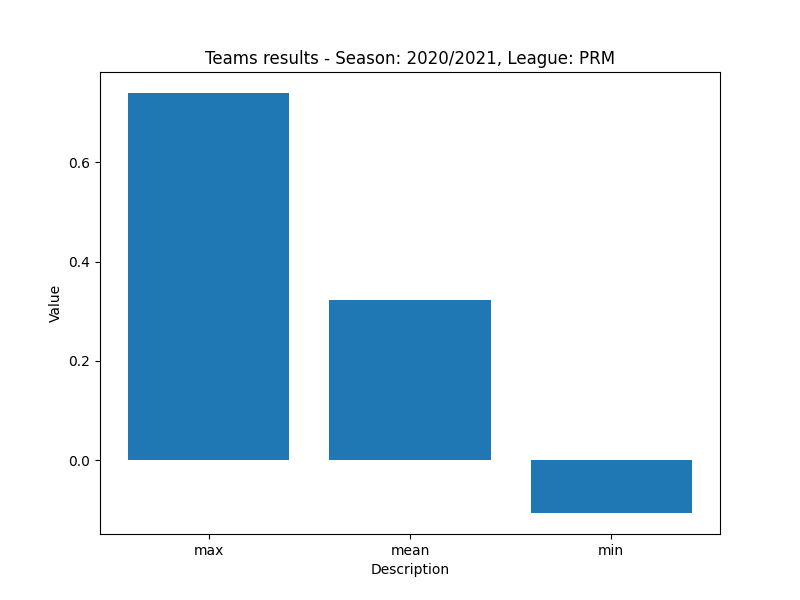 Teams results - Season: 2020/2021, League: PRM
0.6
0.4
0.2
0.0
Value
max mean min
Description